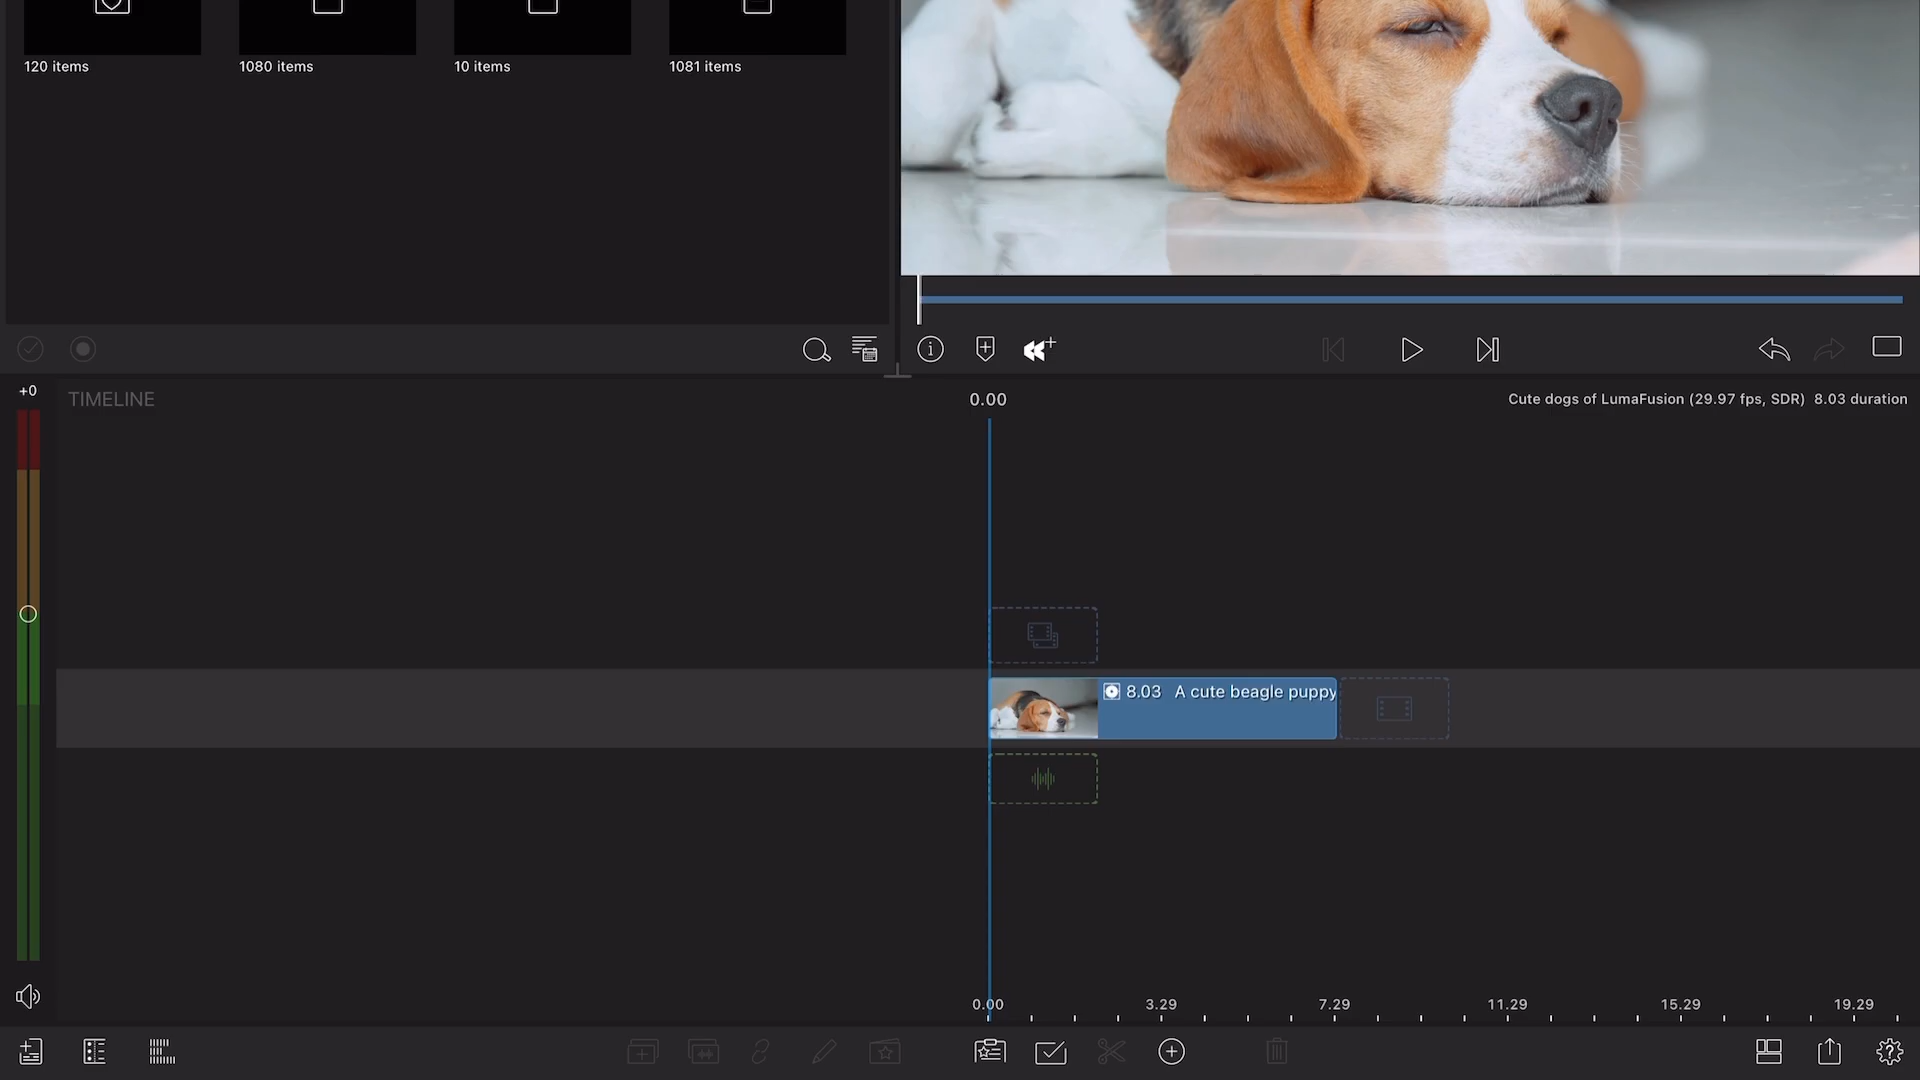 120 items
1080 items
10 items
1081 items
+0
TIMELINE
0.00
Cute dogs of LumaFusion (29.97 fps, SDR) 8.03 duration
8.03 A cute beagle puppy
0.00
3.29
7.29
11.29
15.29
19.29